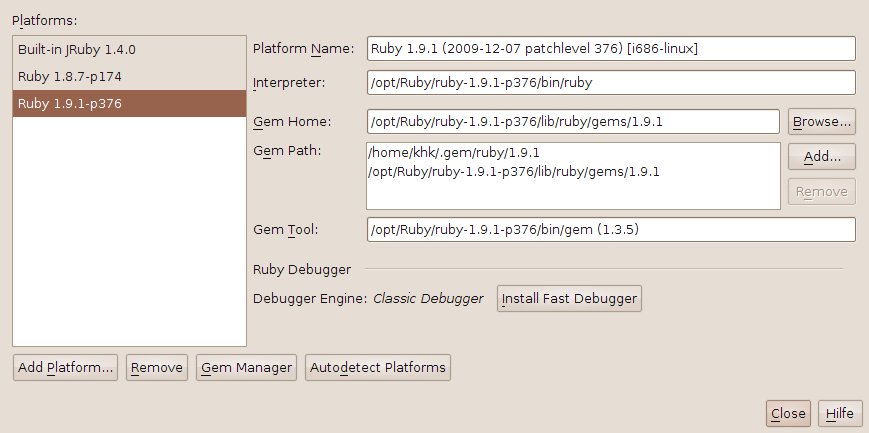 Platforms:
Built-in JRuby 1.4.0
Ruby 1.8.7-p174
Ruby 1.9.1-p376
Platform Name: Ruby 1.9.1 (2009-12-07 patchlevel 376) [i686-linux]
Interpreter: /opt/Ruby/ruby-1.9.1-p376/bin/ruby
Gem Home: /opt/Ruby/ruby-1.9.1-p376/lib/ruby/gems/1.9.1 Browse...
Gem Path: /home/khk/.gem/ruby/1.9.1 Add...
/opt/Ruby/ruby-1.9.1-p376/lib/ruby/gems/1.9.1
Remove
Gem Tool: /opt/Ruby/ruby-1.9.1-p376/bin/gem (1.3.5)
Ruby Debugger
Debugger Engine: Classic Debugger Install Fast Debugger
Add Platform... Remove Gem Manager Autodetect Platforms
Close Hilfe